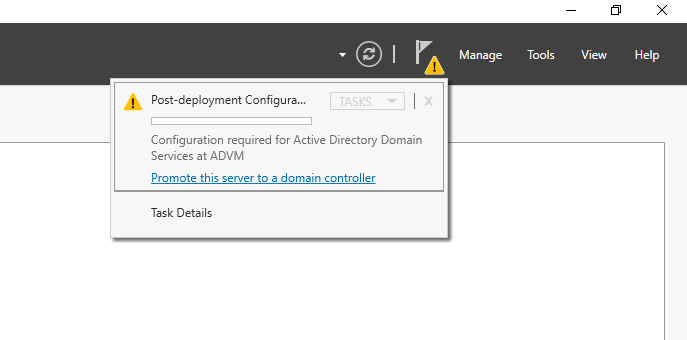 Manage Tools View Help
Post-deployment Configura...
TASKS
X
Configuration required for Active Directory Domain
Services at ADVM
Promote this server to a domain controller
Task Details